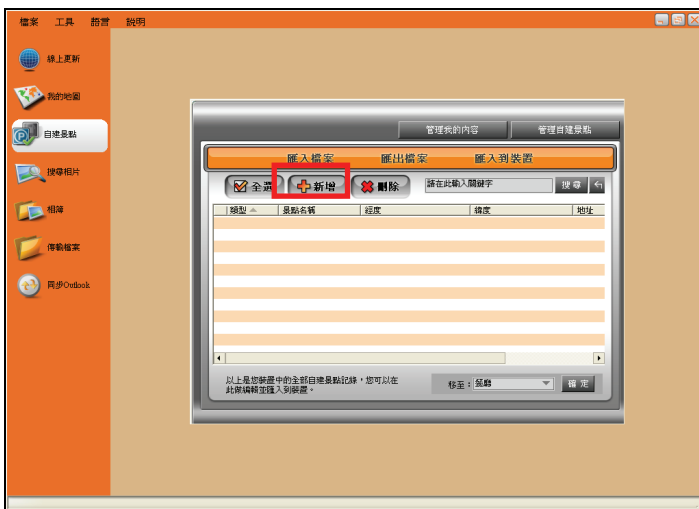 檔案 工具 語言 說明
線上更新
我的地圖
自建景點
搜尋相片
相簿
傳輸檔案
同步Outlook
管理我的內容 管理自建景點
匯入檔案 匯出檔案 匯入到裝置
全選 新增 刪除 請在此輸入關鍵字 搜尋
類型 景點名稱 經度 緯度 地址
以上是您裝置中的全部自建景點記錄，您可以在
此做編輯並匯入到裝置。
移至：餐廳 確定